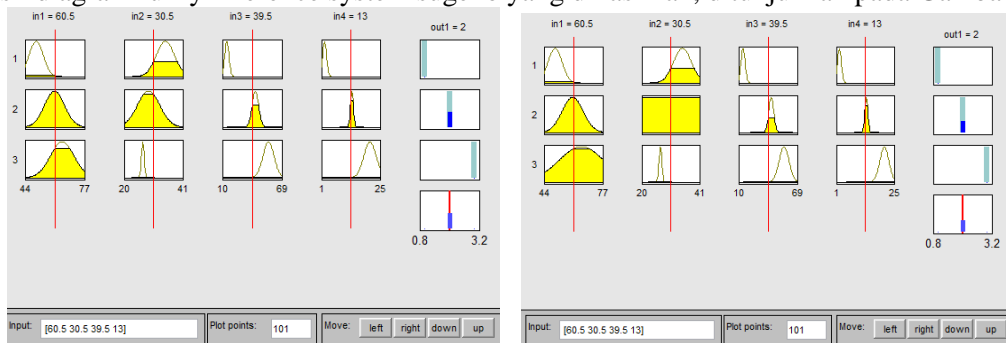 in1 = 60.5 in2 = 30.5 in3 = 39.5 in4 = 13
out1 = 2
1
2
3
44 77 20 41 10 69 1 25
0.8 3.2
Input: [60.5 30.5 39.5 13] Plot points: 101 Move: left right down up
in1 = 60.5 in2 = 30.5 in3 = 39.5 in4 = 13
out1 = 2
1
2
3
44 77 20 41 10 69 1 25
0.8 3.2
Input: [60.5 30.5 39.5 13] Plot points: 101 Move: left right down up